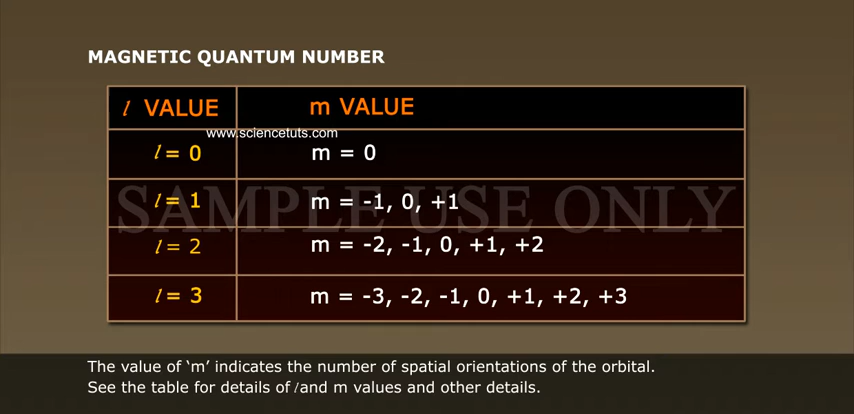 MAGNETIC QUANTUM NUMBER
l VALUE m VALUE
www.sciencetuts.com
l = 0 m = 0
SAMPLE USE ONLY
l = 1 m = -1, 0, +1
l = 2 m = -2, -1, 0, +1, +2
l = 3 m = -3, -2, -1, 0, +1, +2, +3
The value of ‘m’ indicates the number of spatial orientations of the orbital.
See the table for details of l and m values and other details.